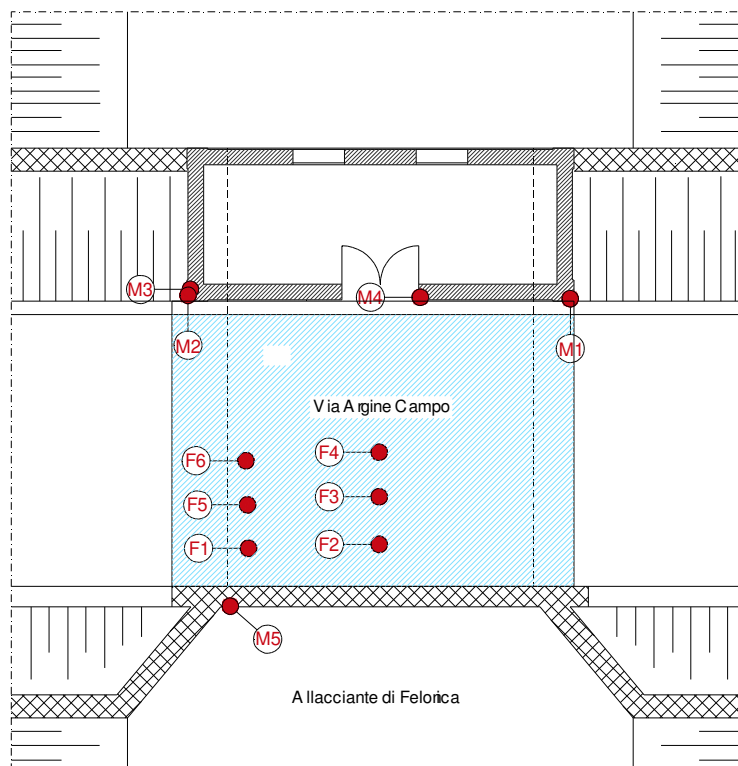 M3
M4
M2
M1
Via Argine Campo
F6
F4
F5
F3
F1
F2
M5
Allacciante di Felonica